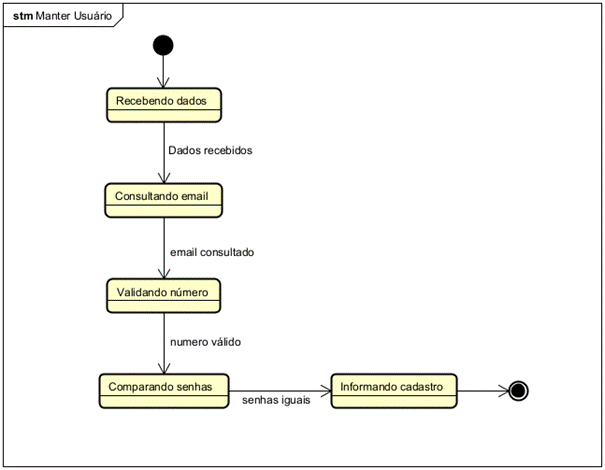 stm Manter Usuário
Recebendo dados
Dados recebidos
Consultando email
email consultado
Validando número
numero válido
Comparando senhas
senhas iguais
Informando cadastro